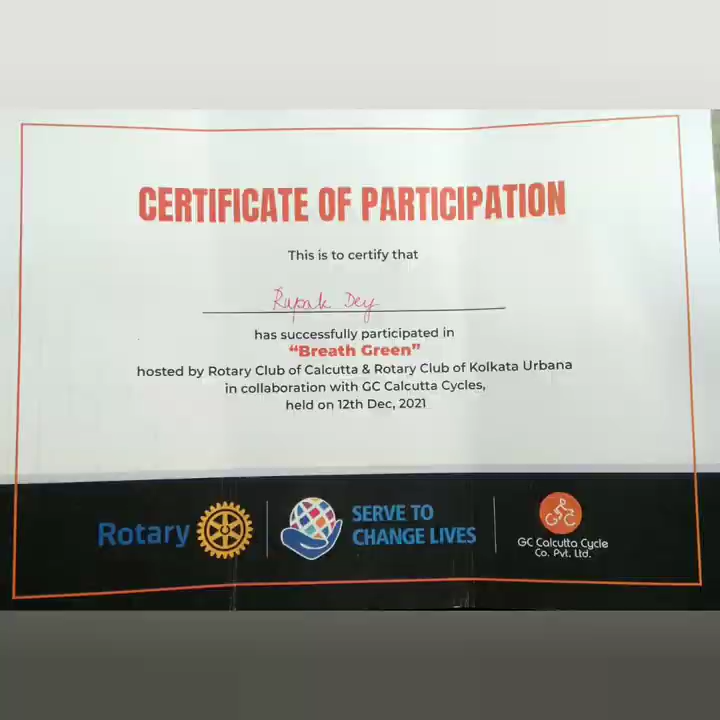 CERTIFICATE OF PARTICIPATION
This is to certify that
Rupak Dey
has successfully participated in
“Breath Green”
hosted by Rotary Club of Calcutta & Rotary Club of Kolkata Urbana
in collaboration with GC Calcutta Cycles,
held on 12th Dec, 2021
Rotary
SERVE TO
CHANGE LIVES
GC Calcutta Cycle
Co. Pvt. Ltd.